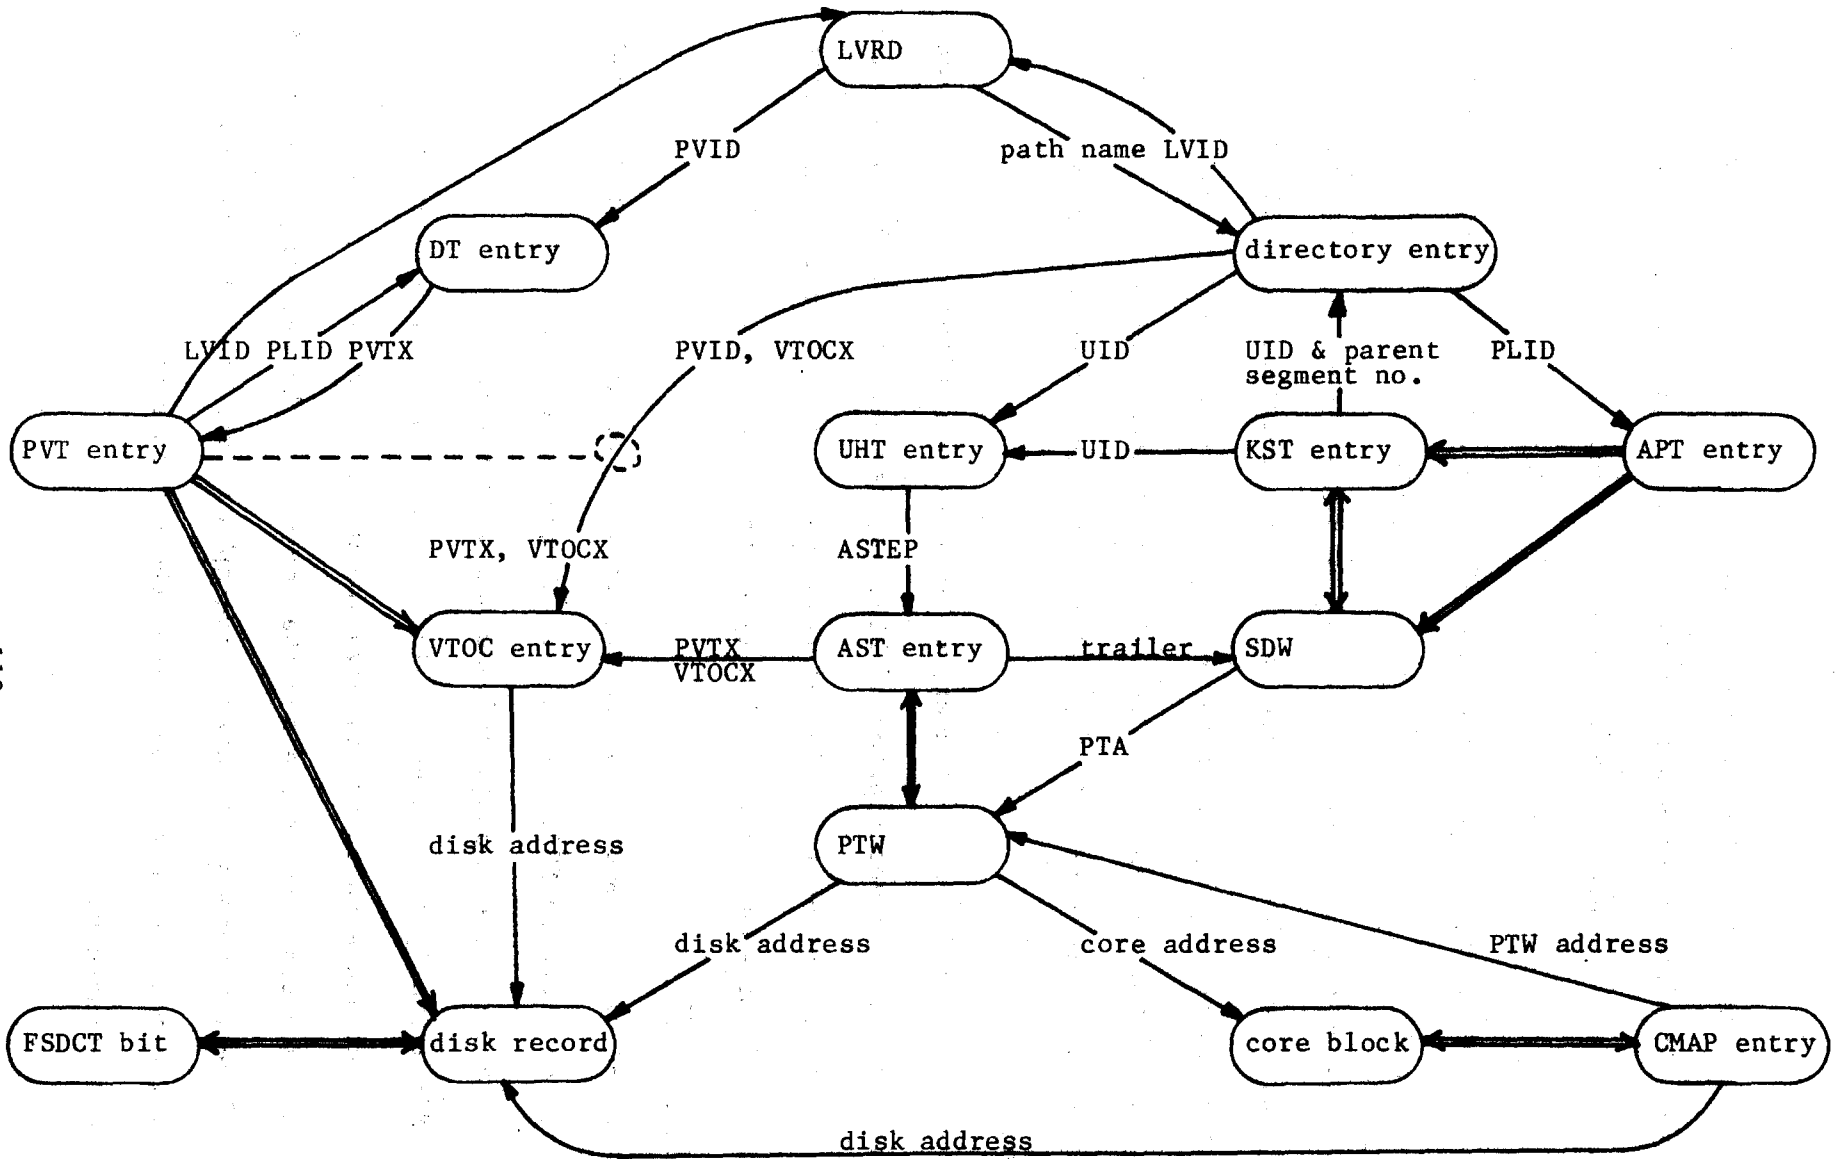 LVRD
PVID
path name LVID
DT entry
directory entry
LVID PLID PVTX
PVID, VTOCX
UID
UID & parent
segment no.
PLID
PVT entry
UHT entry
UID
KST entry
APT entry
PVTX, VTOCX
ASTEP
VTOC entry
PVTX
VTOCX
AST entry
trailer
SDW
PTA
disk address
PTW
disk address
core address
PTW address
FSDCT bit
disk record
core block
CMAP entry
disk address